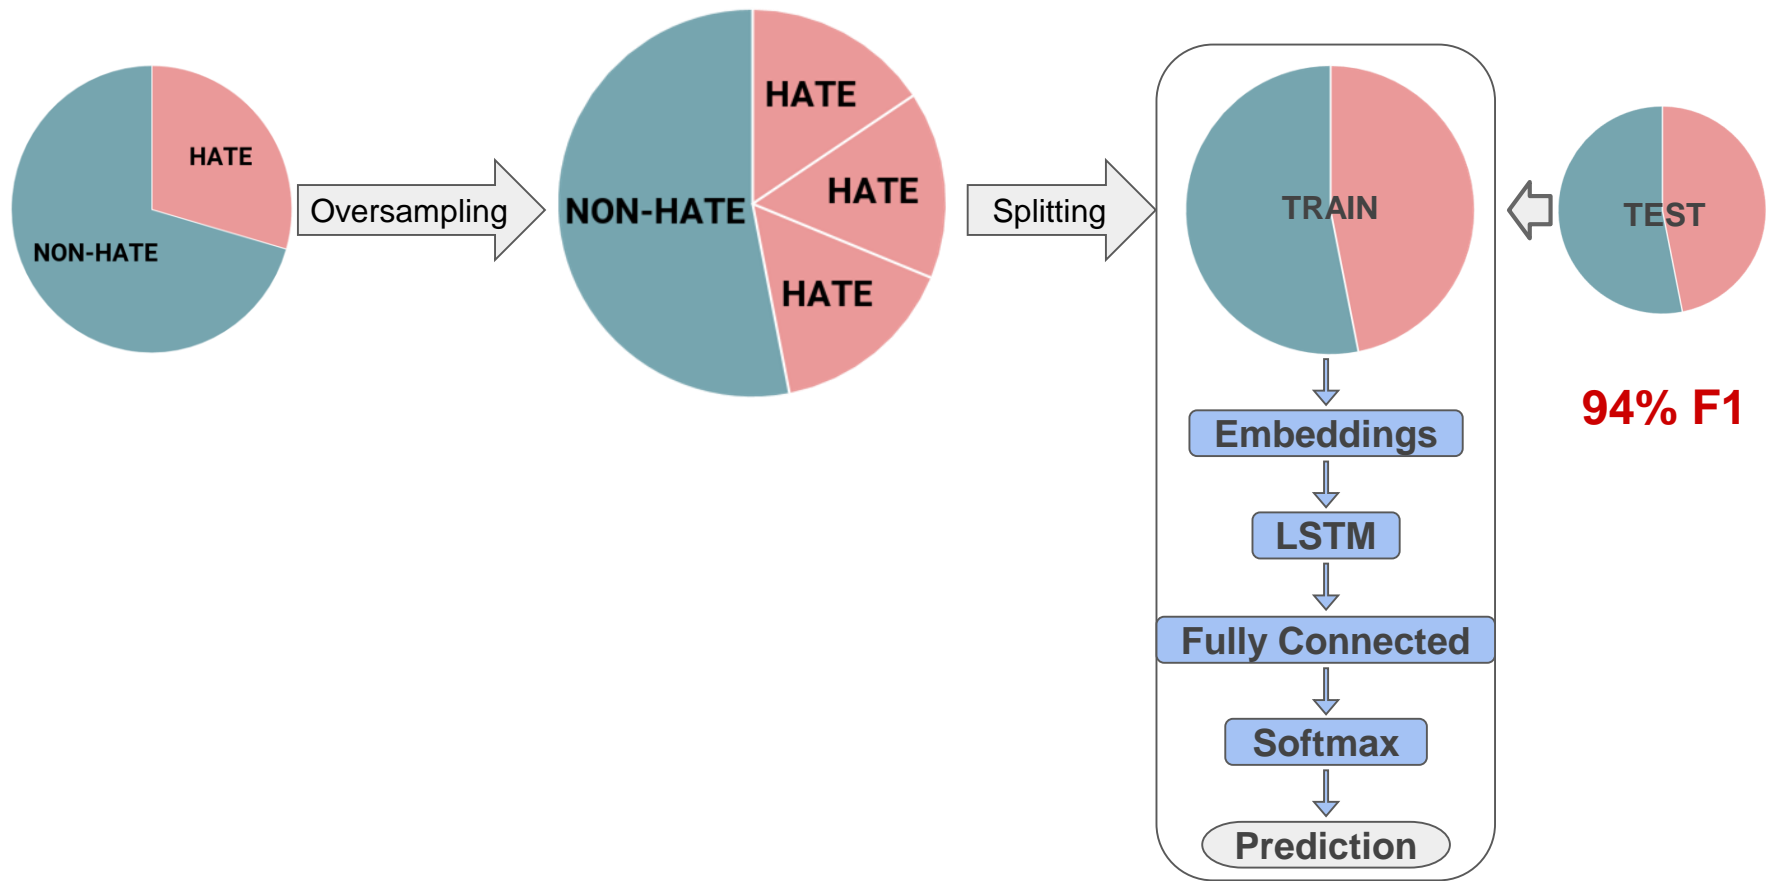 HATE
NON-HATE
Oversampling
HATE
HATE
NON-HATE
HATE
Splitting
TRAIN
TEST
94% F1
Embeddings
LSTM
Fully Connected
Softmax
Prediction